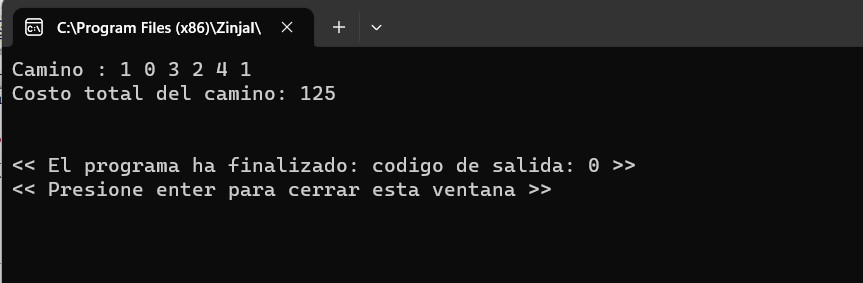 C:\Program Files (x86)\Zinjal\
Camino : 1 0 3 2 4 1
Costo total del camino: 125
<< El programa ha finalizado: codigo de salida: 0 >>
<< Presione enter para cerrar esta ventana >>